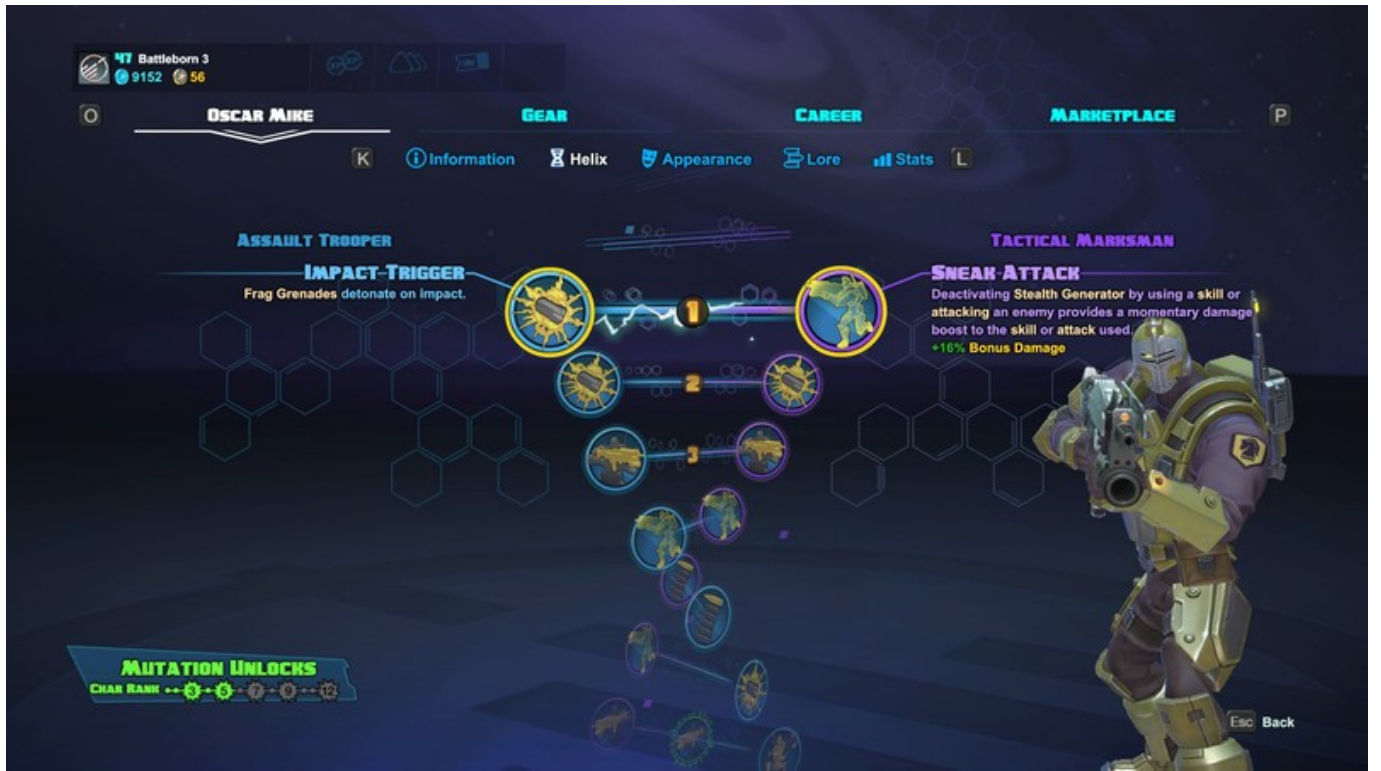 47 Battleborn 3
9152 56
O OSCAR MIKE GEAR CAREER MARKETPLACE P
K Information Helix Appearance Lore Stats L
ASSAULT TROOPER
IMPACT TRIGGER
Frag Grenades detonate on impact.
1
2
3
TACTICAL MARKSMAN
SNEAK ATTACK
Deactivating Stealth Generator by using a skill or
attacking an enemy provides a momentary damage
boost to the skill or attack used.
+16% Bonus Damage
MUTATION UNLOCKS
CHAR RANK 3 5 7 9 12
Esc Back